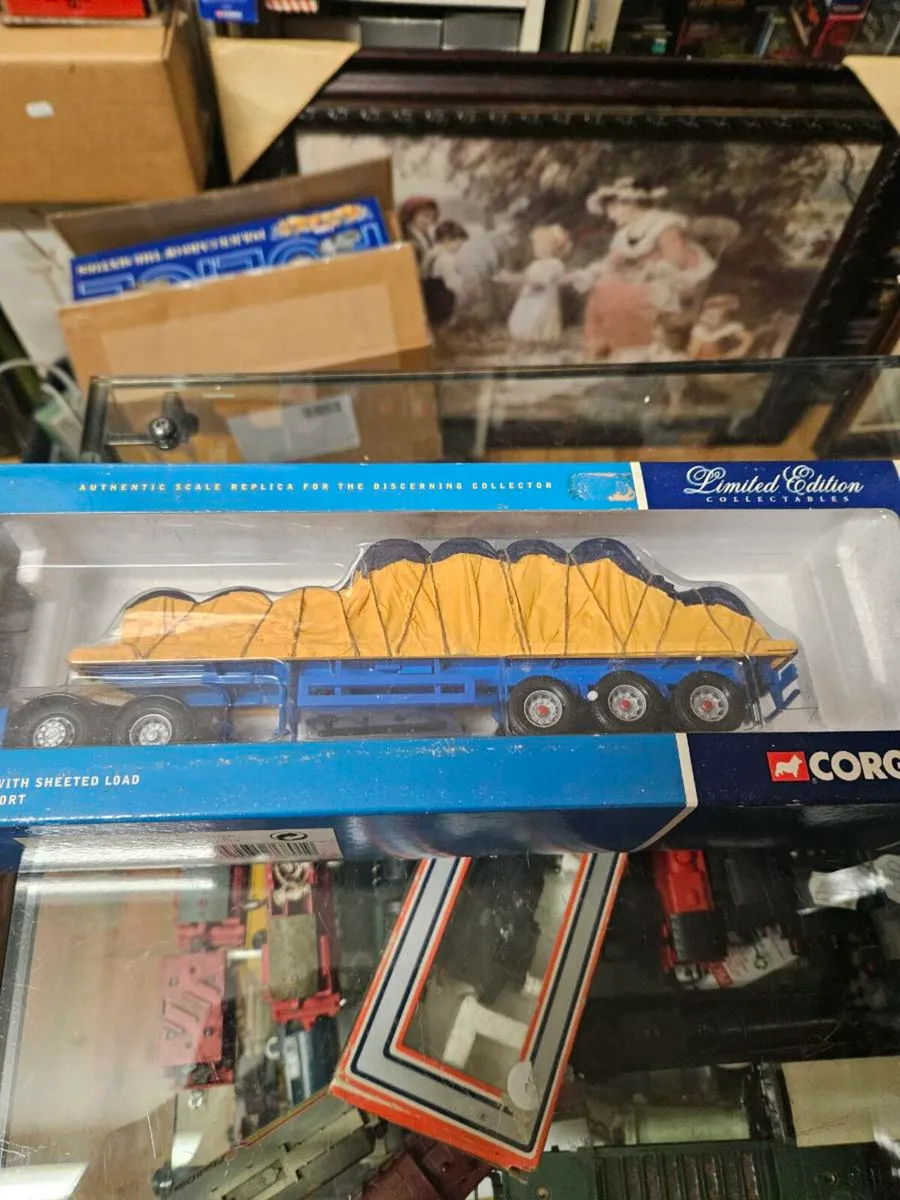 AUTHENTIC SCALE REPLICA FOR THE DISCERNING COLLECTOR
Limited Edition
COLLECTABLES
WITH SHEETED LOAD
ORT
CORG